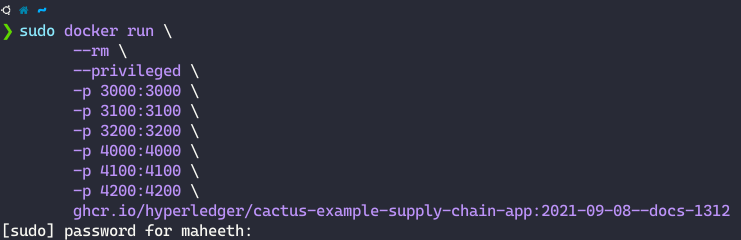 ~
❯ sudo docker run \
--rm \
--privileged \
-p 3000:3000 \
-p 3100:3100 \
-p 3200:3200 \
-p 4000:4000 \
-p 4100:4100 \
-p 4200:4200 \
ghcr.io/hyperledger/cactus-example-supply-chain-app:2021-09-08--docs-1312
[sudo] password for maheeth: